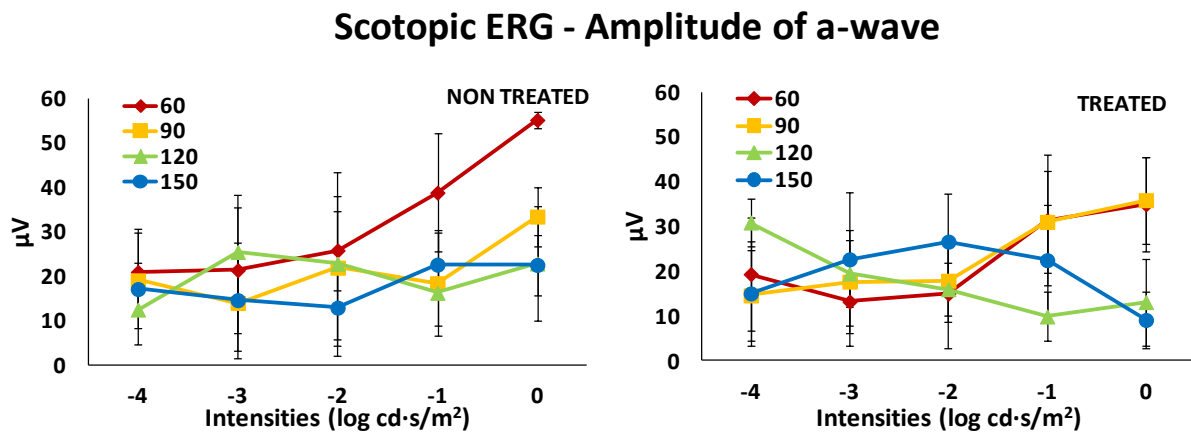 Scotopic ERG - Amplitude of a-wave
NON TREATED
60
90
120
150
60
50
40
30
20
10
0
µV
-4 -3 -2 -1 0
Intensities (log cd·s/m²)
TREATED
60
90
120
150
60
50
40
30
20
10
0
µV
-4 -3 -2 -1 0
Intensities (log cd·s/m²)